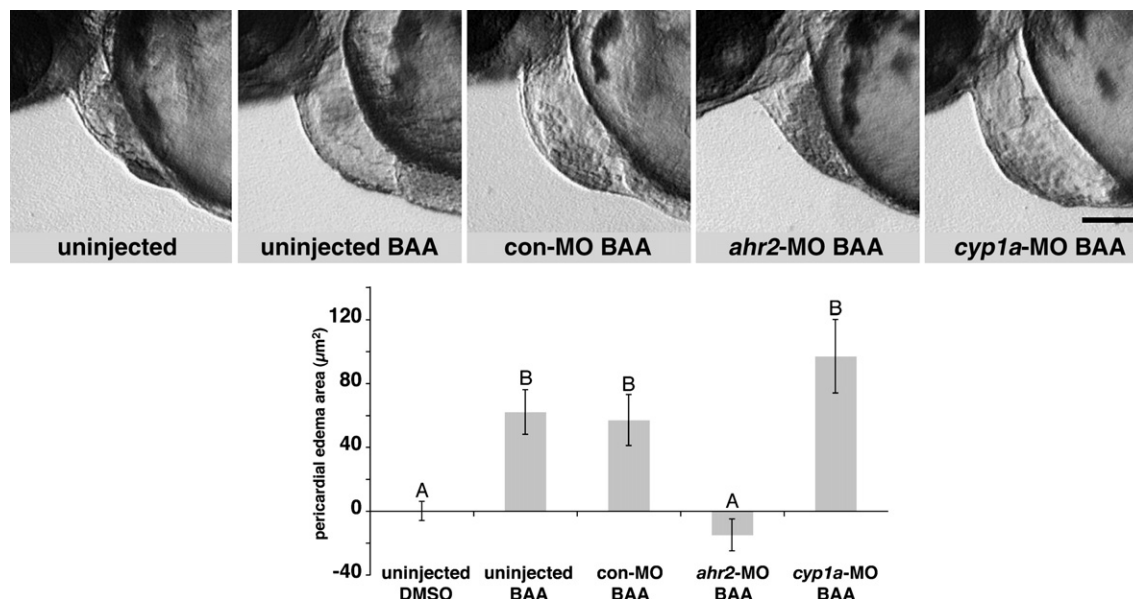 uninjected
uninjected BAA
con-MO BAA
ahr2-MO BAA
cyp1a-MO BAA
pericardial edema area (µm²)
120
80
40
0
-40
A
B
B
A
B
uninjected
DMSO
uninjected
BAA
con-MO
BAA
ahr2-MO
BAA
cyp1a-MO
BAA